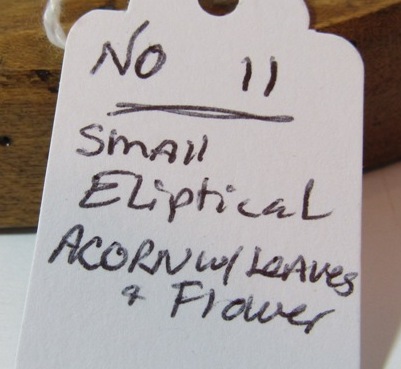 No 11
Small
Eliptical
ACORN w/ LEAVes
& Flower